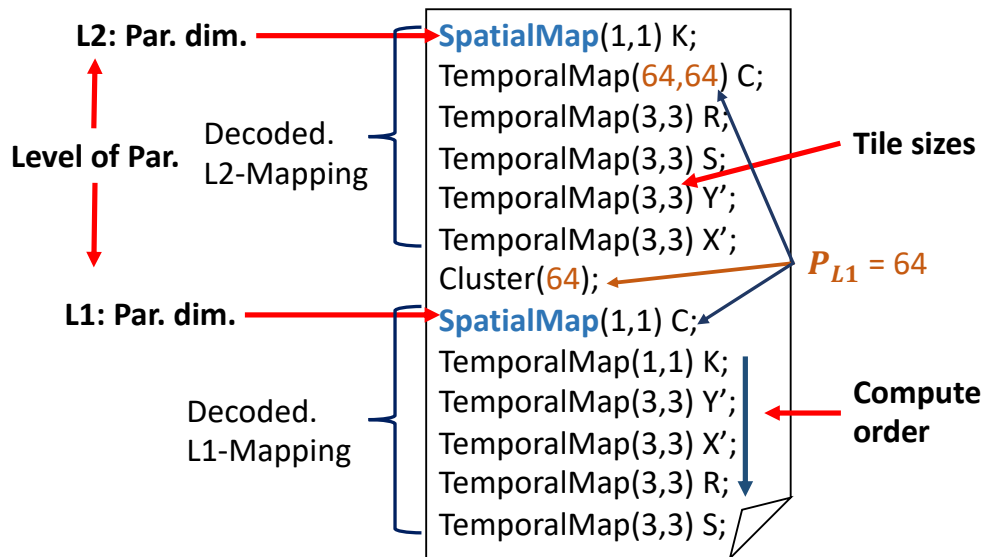 L2: Par. dim.
Level of Par.
L1: Par. dim.
Decoded.
L2-Mapping
Decoded.
L1-Mapping
SpatialMap(1,1) K;
TemporalMap(64,64) C;
TemporalMap(3,3) R;
TemporalMap(3,3) S;
TemporalMap(3,3) Y’;
TemporalMap(3,3) X’;
Cluster(64);
SpatialMap(1,1) C;
TemporalMap(1,1) K;
TemporalMap(3,3) Y’;
TemporalMap(3,3) X’;
TemporalMap(3,3) R;
TemporalMap(3,3) S;
Tile sizes
P_{L1} = 64
Compute
order